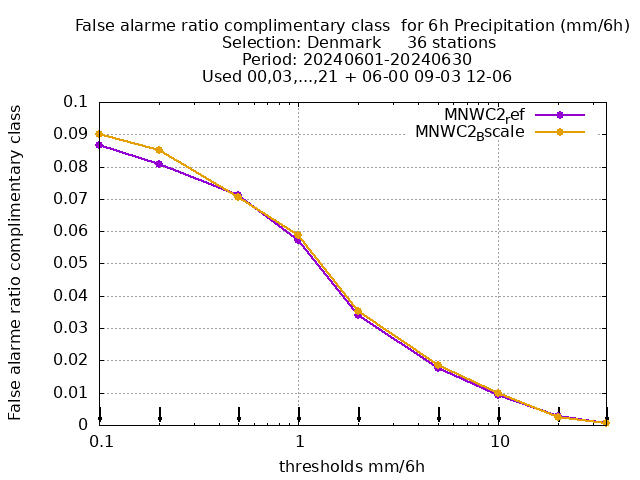 False alarme ratio complimentary class  for 6h Precipitation (mm/6h)
Selection: Denmark     36 stations
Period: 20240601-20240630
Used 00,03,...,21 + 06-00 09-03 12-06
MNWC2ref
MNWC2Bscale
False alarme ratio complimentary class
0.1
0.09
0.08
0.07
0.06
0.05
0.04
0.03
0.02
0.01
0
0.1 1 10
thresholds mm/6h